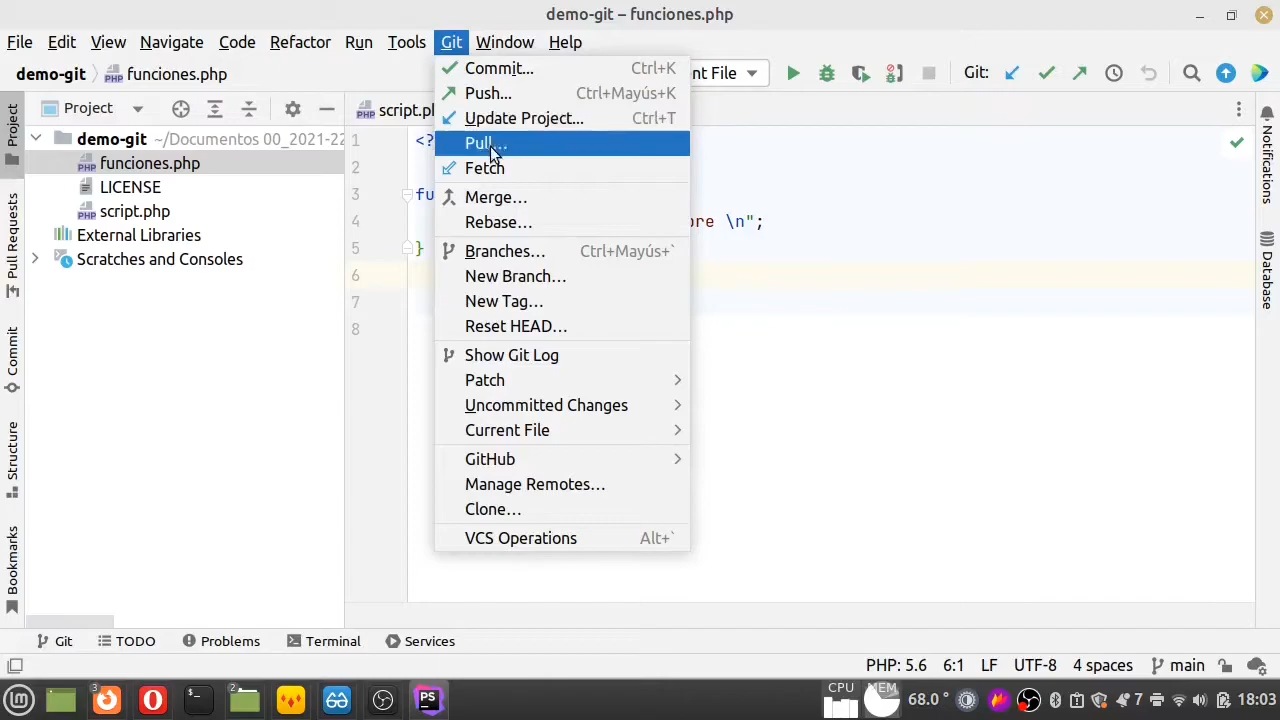 demo-git – funciones.php
File Edit View Navigate Code Refactor Run Tools Git Window Help
demo-git funciones.php
nt File Git:
Project
script.ph
demo-git ~/Documentos 00_2021-22
funciones.php
LICENSE
script.php
External Libraries
Scratches and Consoles
Commit... Ctrl+K
Push... Ctrl+Mayús+K
Update Project... Ctrl+T
Pull...
Fetch
Merge...
Rebase...
Branches... Ctrl+Mayús+`
New Branch...
New Tag...
Reset HEAD...
Show Git Log
Patch
Uncommitted Changes
Current File
GitHub
Manage Remotes...
Clone...
VCS Operations Alt+`
1 <?
2
3 fu
4 ore \n";
5 }
6
7
8
Project
Pull Requests
Commit
Structure
Bookmarks
Notifications
Database
Git TODO Problems Terminal Services
PHP: 5.6 6:1 LF UTF-8 4 spaces main
3 2 PS CPU MEM 68.0 ° 7 18:03